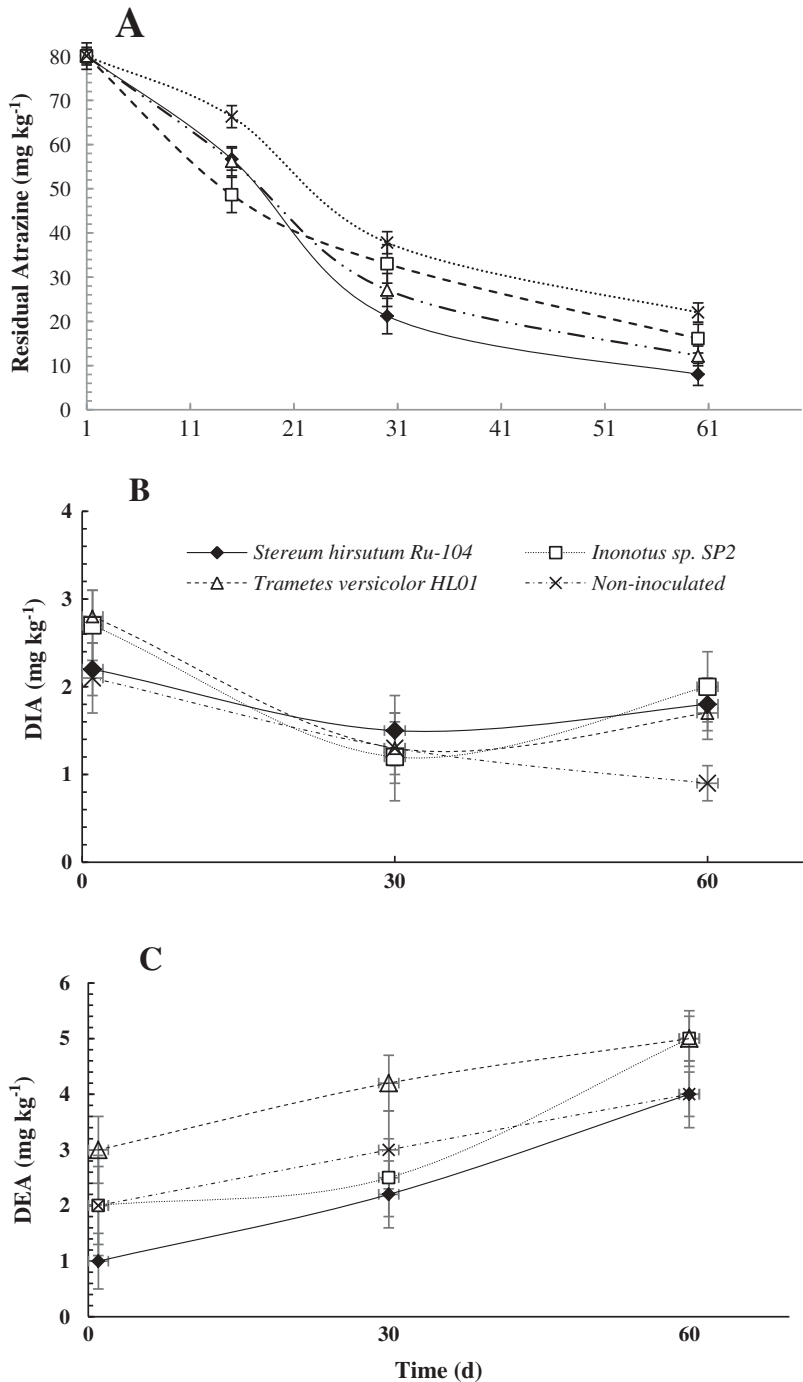 A
Residual Atrazine (mg kg-1)
80
70
60
50
40
30
20
10
0
1 11 21 31 41 51 61
B
DIA (mg kg-1)
4
3
2
1
0
Stereum hirsutum Ru-104
Inonotus sp. SP2
Trametes versicolor HL01
Non-inoculated
0 30 60
C
DEA (mg kg-1)
6
5
4
3
2
1
0
0 30 60
Time (d)